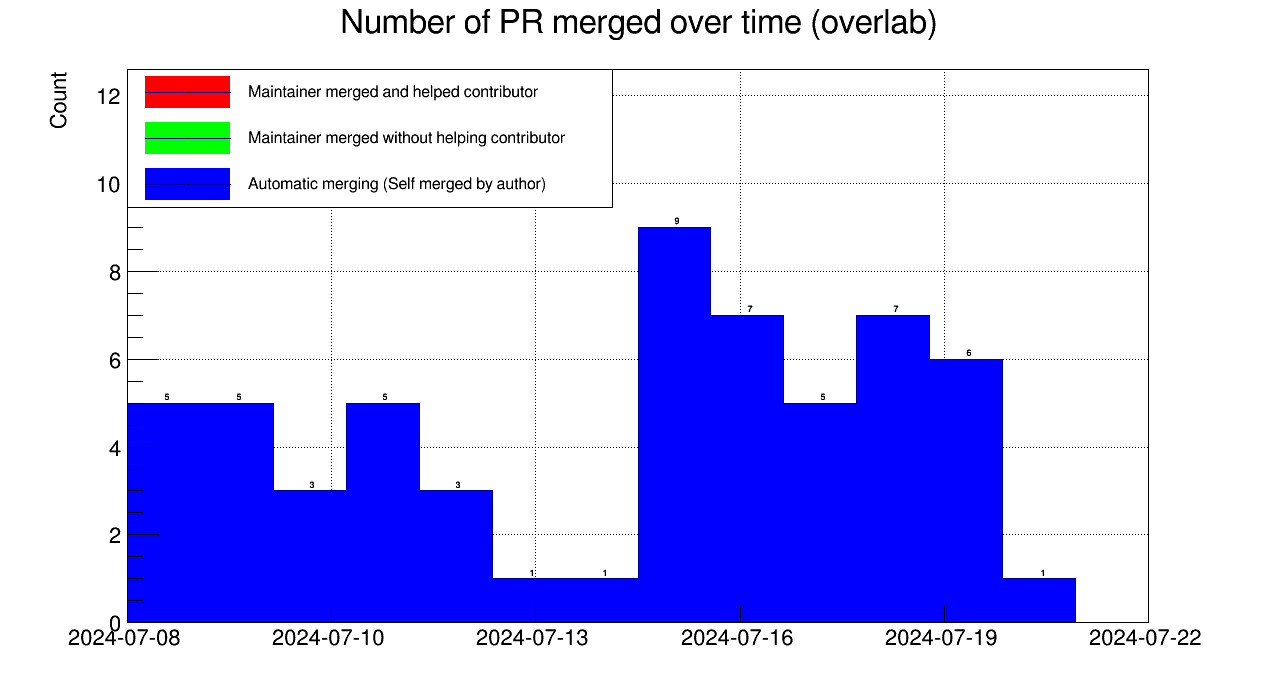 Number of PR merged over time (overlab)
Count
Maintainer merged and helped contributor
Maintainer merged without helping contributor
Automatic merging (Self merged by author)
12
10
8
6
4
2
0
5 5 3 5 3 1 1 9 7 5 7 6 1
2024-07-08 2024-07-10 2024-07-13 2024-07-16 2024-07-19 2024-07-22